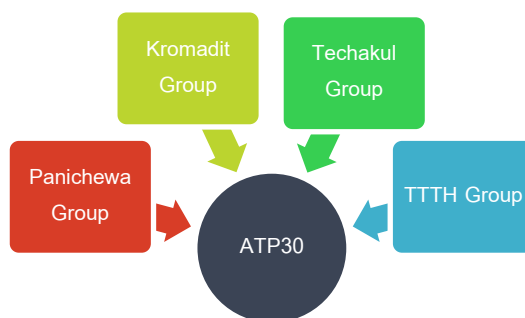 Kromadit
Group
Techakul
Group
Panichewa
Group
TTTH Group
ATP30